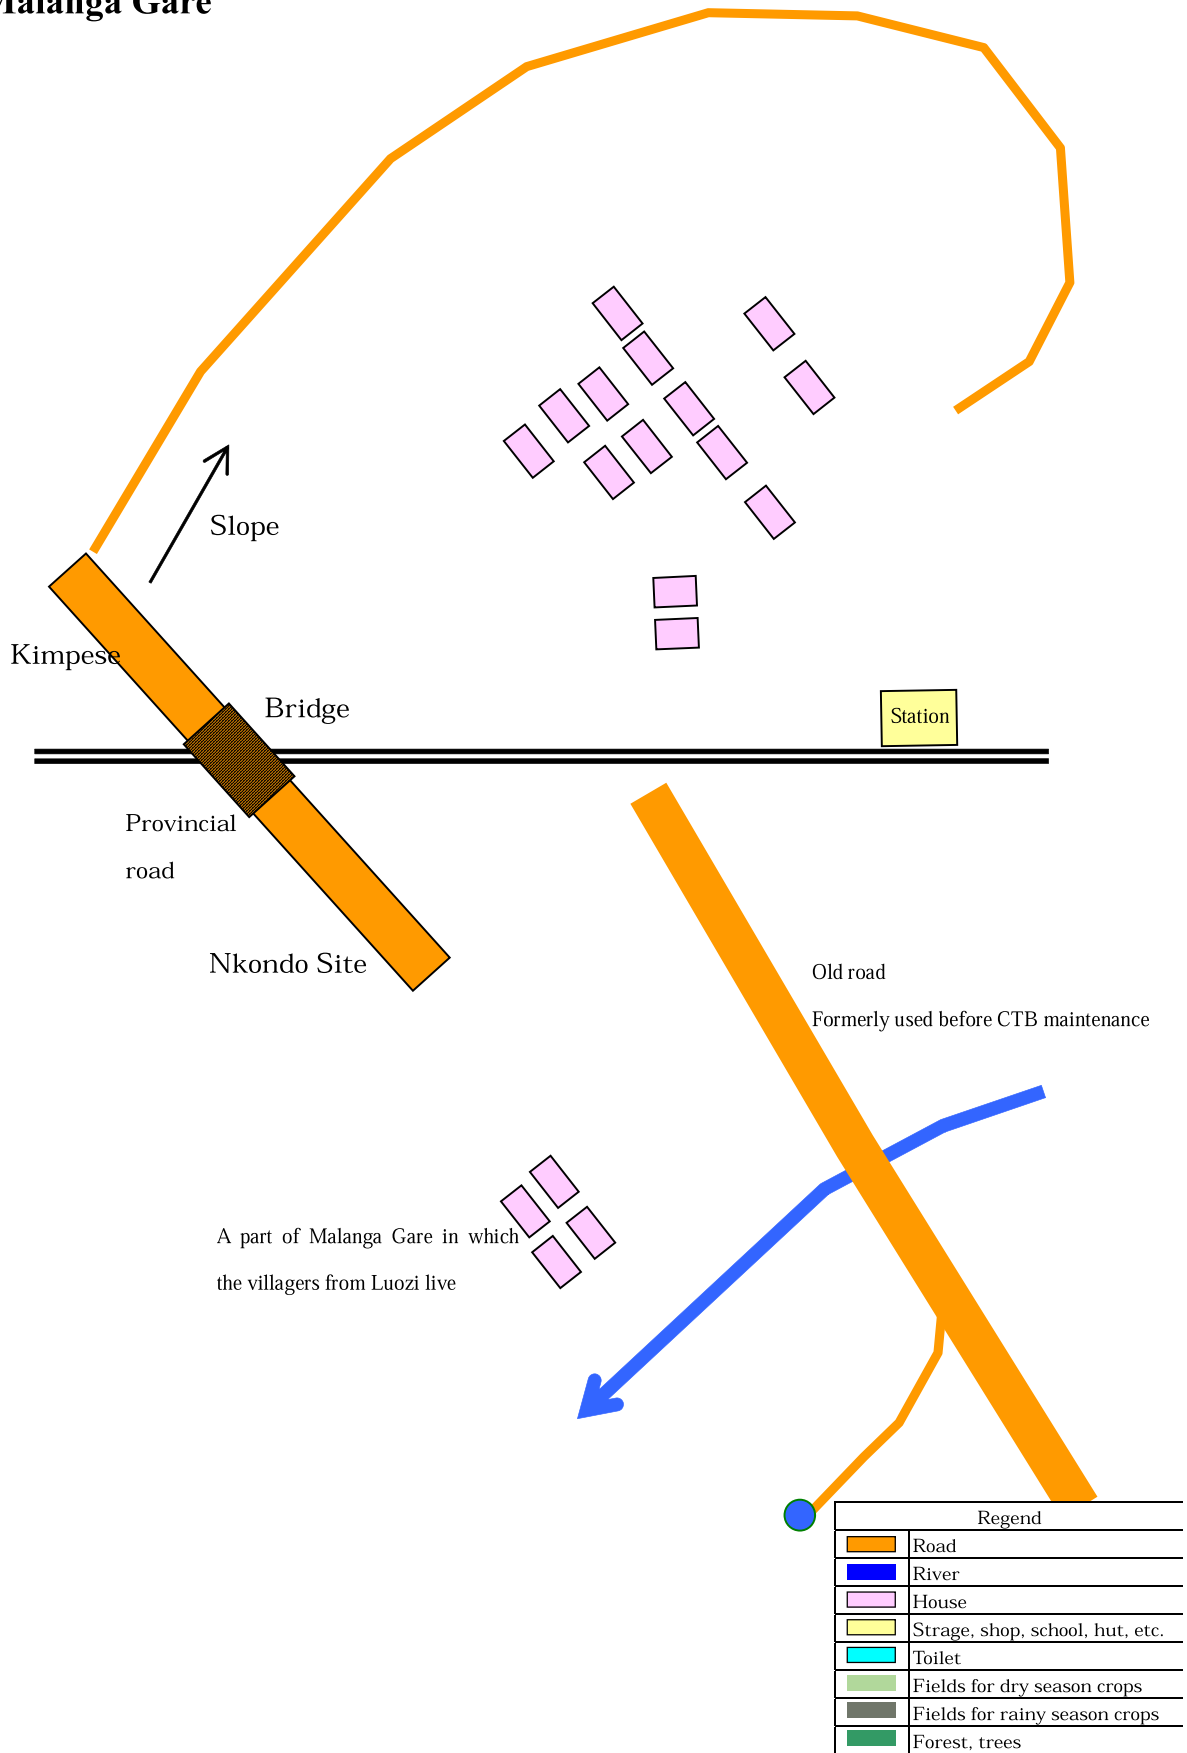 Malanga Gare
Slope
Kimpese
Bridge
Station
Provincial
road
Nkondo Site
Old road
Formerly used before CTB maintenance
A part of Malanga Gare in which
the villagers from Luozi live
Regend
Road
River
House
Strage, shop, school, hut, etc.
Toilet
Fields for dry season crops
Fields for rainy season crops
Forest, trees